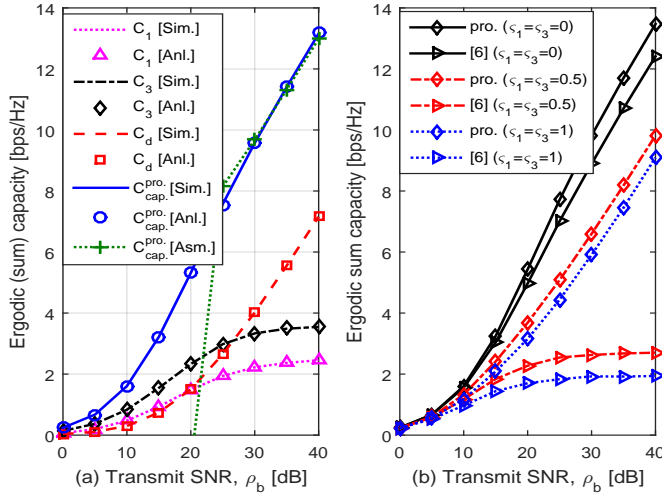 14
12
10
8
6
4
2
0
Ergodic (sum) capacity [bps/Hz]
C1 [Sim.]
C1 [Anl.]
C3 [Sim.]
C3 [Anl.]
Cd [Sim.]
Cd [Anl.]
C pro. cap. [Sim.]
C pro. cap. [Anl.]
C pro. cap. [Asm.]
0 10 20 30 40
(a) Transmit SNR, ρb [dB]
14
12
10
8
6
4
2
0
Ergodic sum capacity [bps/Hz]
pro. (ς1=ς3=0)
[6] (ς1=ς3=0)
pro. (ς1=ς3=0.5)
[6] (ς1=ς3=0.5)
pro. (ς1=ς3=1)
[6] (ς1=ς3=1)
0 10 20 30 40
(b) Transmit SNR, ρb [dB]